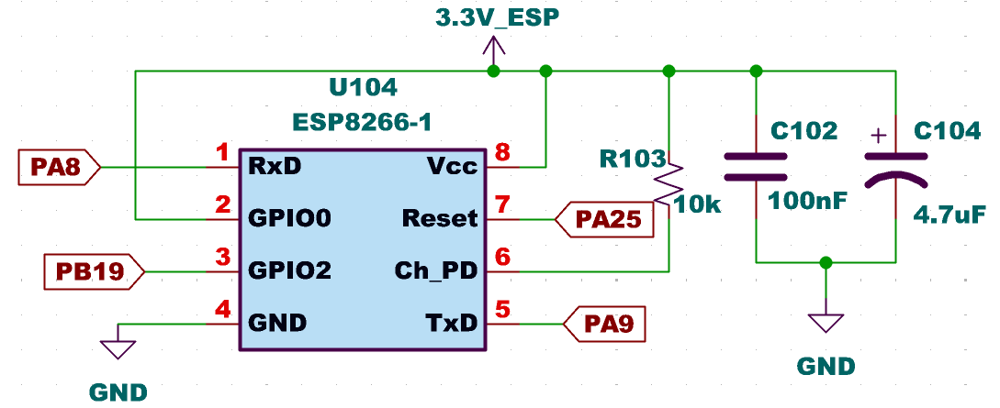 3.3V_ESP
U104
ESP8266-1
PA8
1
RxD
Vcc
8
R103
10k
C102
100nF
+
C104
4.7uF
2
GPIO0
Reset
7
PA25
PB19
3
GPIO2
Ch_PD
6
4
GND
TxD
5
PA9
GND
GND